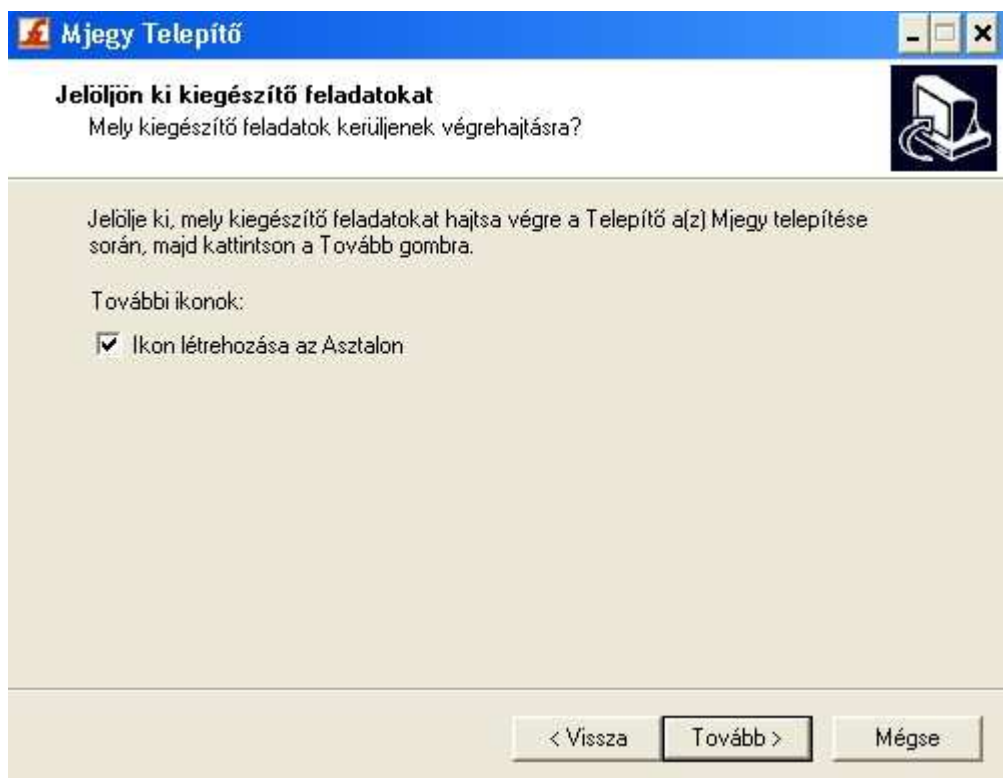 Mjegy Telepítő
Jelöljön ki kiegészítő feladatokat
Mely kiegészítő feladatok kerüljenek végrehajtásra?
Jelölje ki, mely kiegészítő feladatokat hajtsa végre a Telepítő a(z) Mjegy telepítése
során, majd kattintson a Tovább gombra.
További ikonok:
Ikon létrehozása az Asztalon
< Vissza
Tovább >
Mégse